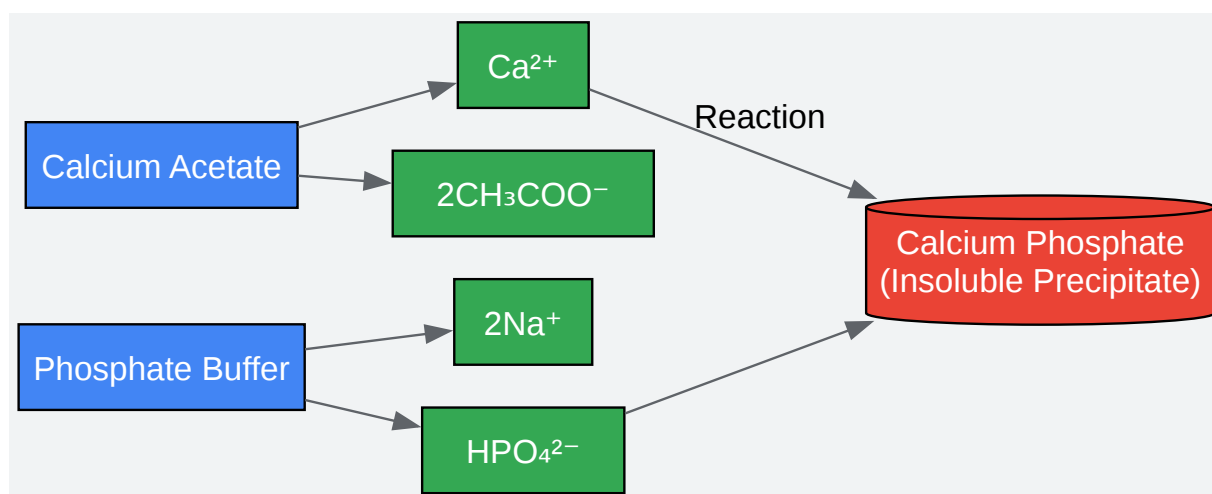 Ca²⁺
Reaction
Calcium Acetate
2CH₃COO⁻
Calcium Phosphate
(Insoluble Precipitate)
2Na⁺
Phosphate Buffer
HPO₄²⁻